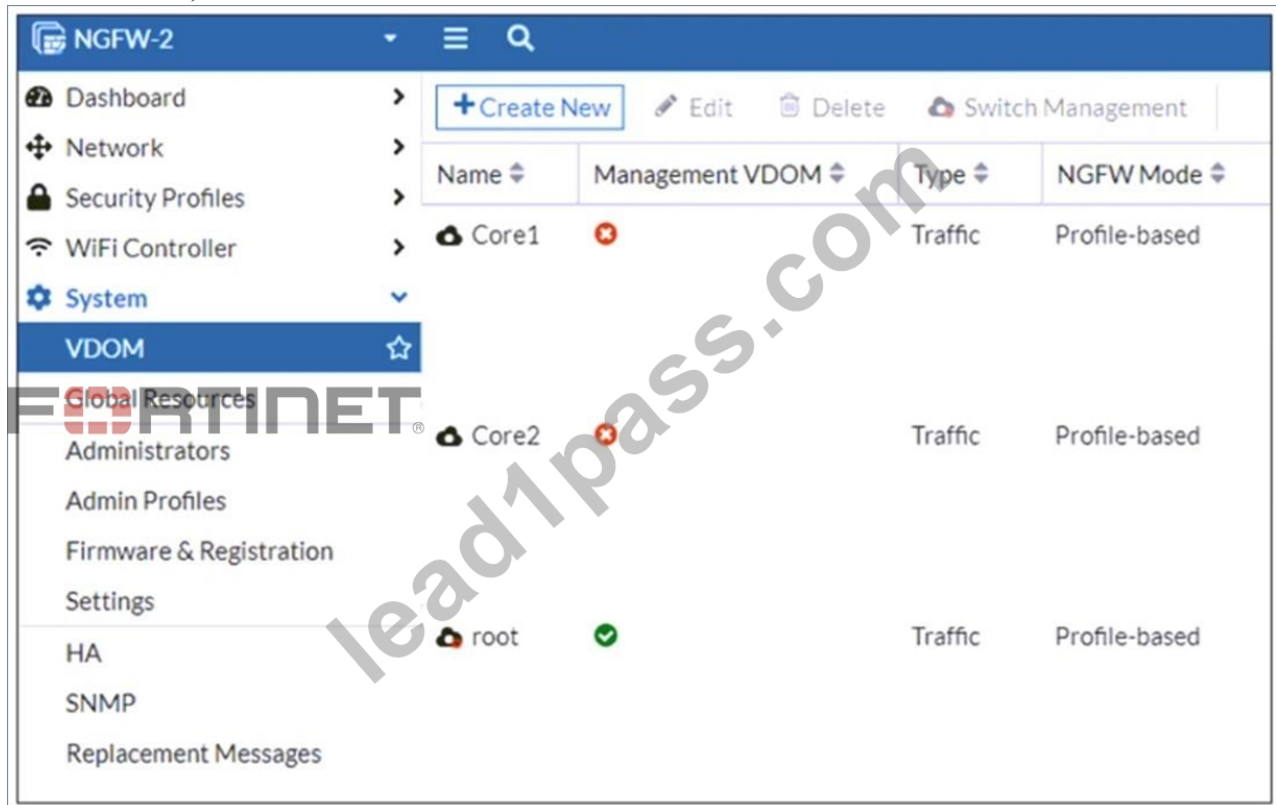 NGFW-2
Dashboard
Network
Security Profiles
WiFi Controller
System
VDOM
Global Resources
Administrators
Admin Profiles
Firmware & Registration
Settings
HA
SNMP
Replacement Messages
+ Create New Edit Delete Switch Management
Name Management VDOM Type NGFW Mode
Core1 Traffic Profile-based
Core2 Traffic Profile-based
root Traffic Profile-based
FORTINET®
lead1pass.com